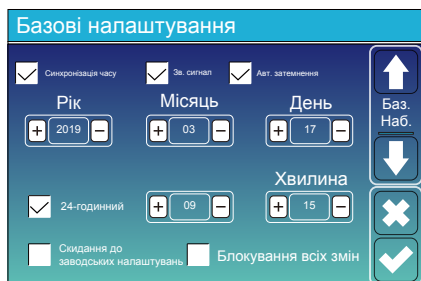 Базові налаштування
Синхронізація часу
Зв. сигнал
Авт. затемнення
Рік
Місяць
День
Баз.
Наб.
+ 2019 −
+ 03 −
+ 17 −
Хвилина
24-годинний
+ 09 −
+ 15 −
Скидання до
заводських налаштувань
Блокування всіх змін